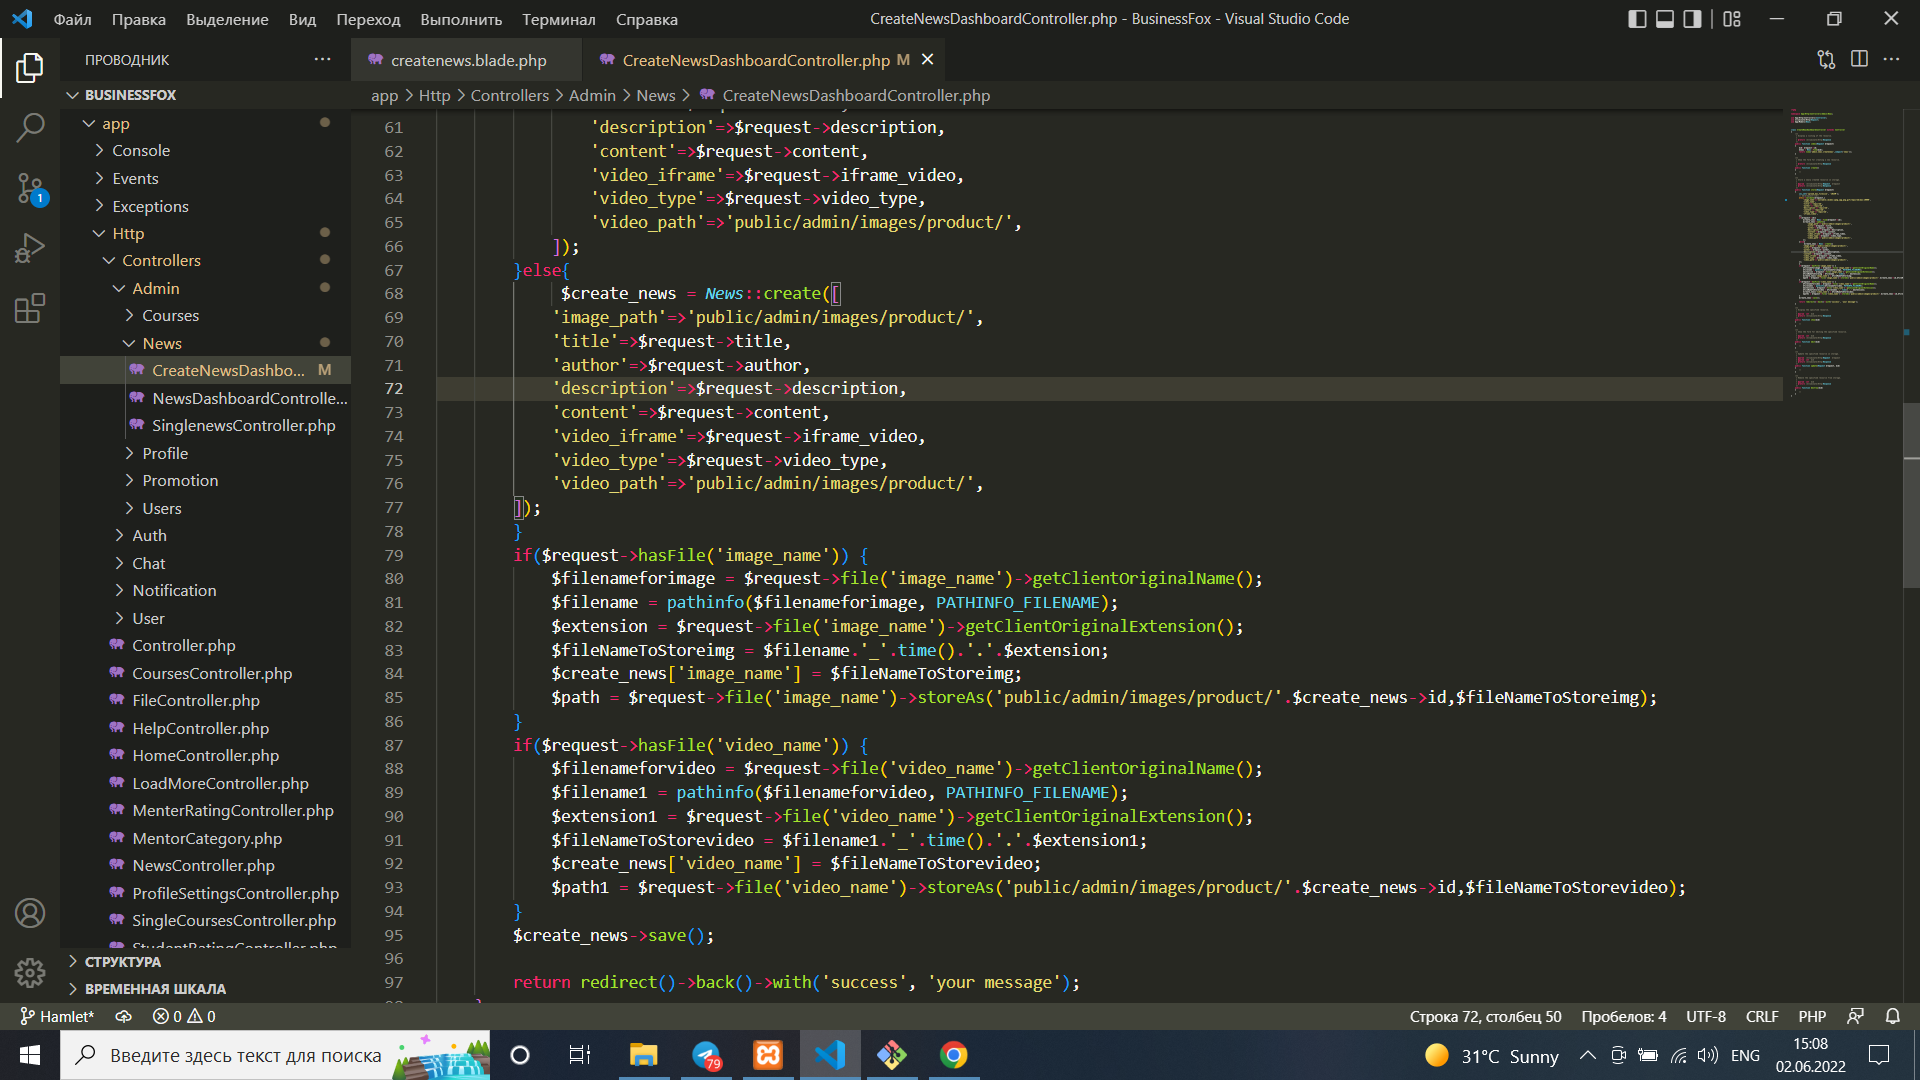 Файл Правка Выделение Вид Переход Выполнить Терминал Справка
CreateNewsDashboardController.php - BusinessFox - Visual Studio Code
ПРОВОДНИК
createnews.blade.php
CreateNewsDashboardController.php M
app > Http > Controllers > Admin > News > CreateNewsDashboardController.php
BUSINESSFOX
app
Console
Events
Exceptions
Http
Controllers
Admin
Courses
News
CreateNewsDashbo... M
NewsDashboardControlle...
SinglenewsController.php
Profile
Promotion
Users
Auth
Chat
Notification
User
Controller.php
CoursesController.php
FileController.php
HelpController.php
HomeController.php
LoadMoreController.php
MenterRatingController.php
MentorCategory.php
NewsController.php
ProfileSettingsController.php
SingleCoursesController.php
StudentRatingController.php
СТРУКТУРА
ВРЕМЕННАЯ ШКАЛА
1
61 'description'=>$request->description,
62 'content'=>$request->content,
63 'video_iframe'=>$request->iframe_video,
64 'video_type'=>$request->video_type,
65 'video_path'=>'public/admin/images/product/',
66 ]);
67 }else{
68 $create_news = News::create([
69 'image_path'=>'public/admin/images/product/',
70 'title'=>$request->title,
71 'author'=>$request->author,
72 'description'=>$request->description,
73 'content'=>$request->content,
74 'video_iframe'=>$request->iframe_video,
75 'video_type'=>$request->video_type,
76 'video_path'=>'public/admin/images/product/',
77 ]);
78 }
79 if($request->hasFile('image_name')) {
80 $filenameforimage = $request->file('image_name')->getClientOriginalName();
81 $filename = pathinfo($filenameforimage, PATHINFO_FILENAME);
82 $extension = $request->file('image_name')->getClientOriginalExtension();
83 $fileNameToStoreimg = $filename.'_'.time().'.'.$extension;
84 $create_news['image_name'] = $fileNameToStoreimg;
85 $path = $request->file('image_name')->storeAs('public/admin/images/product/'.$create_news->id,$fileNameToStoreimg);
86 }
87 if($request->hasFile('video_name')) {
88 $filenameforvideo = $request->file('video_name')->getClientOriginalName();
89 $filename1 = pathinfo($filenameforvideo, PATHINFO_FILENAME);
90 $extension1 = $request->file('video_name')->getClientOriginalExtension();
91 $fileNameToStorevideo = $filename1.'_'.time().'.'.$extension1;
92 $create_news['video_name'] = $fileNameToStorevideo;
93 $path1 = $request->file('video_name')->storeAs('public/admin/images/product/'.$create_news->id,$fileNameToStorevideo);
94 }
95 $create_news->save();
96
97 return redirect()->back()->with('success', 'your message');
98 }
Hamlet* 0 0
Строка 72, столбец 50 Пробелов: 4 UTF-8 CRLF PHP
Введите здесь текст для поиска
79
31°C Sunny
ENG
15:08
02.06.2022